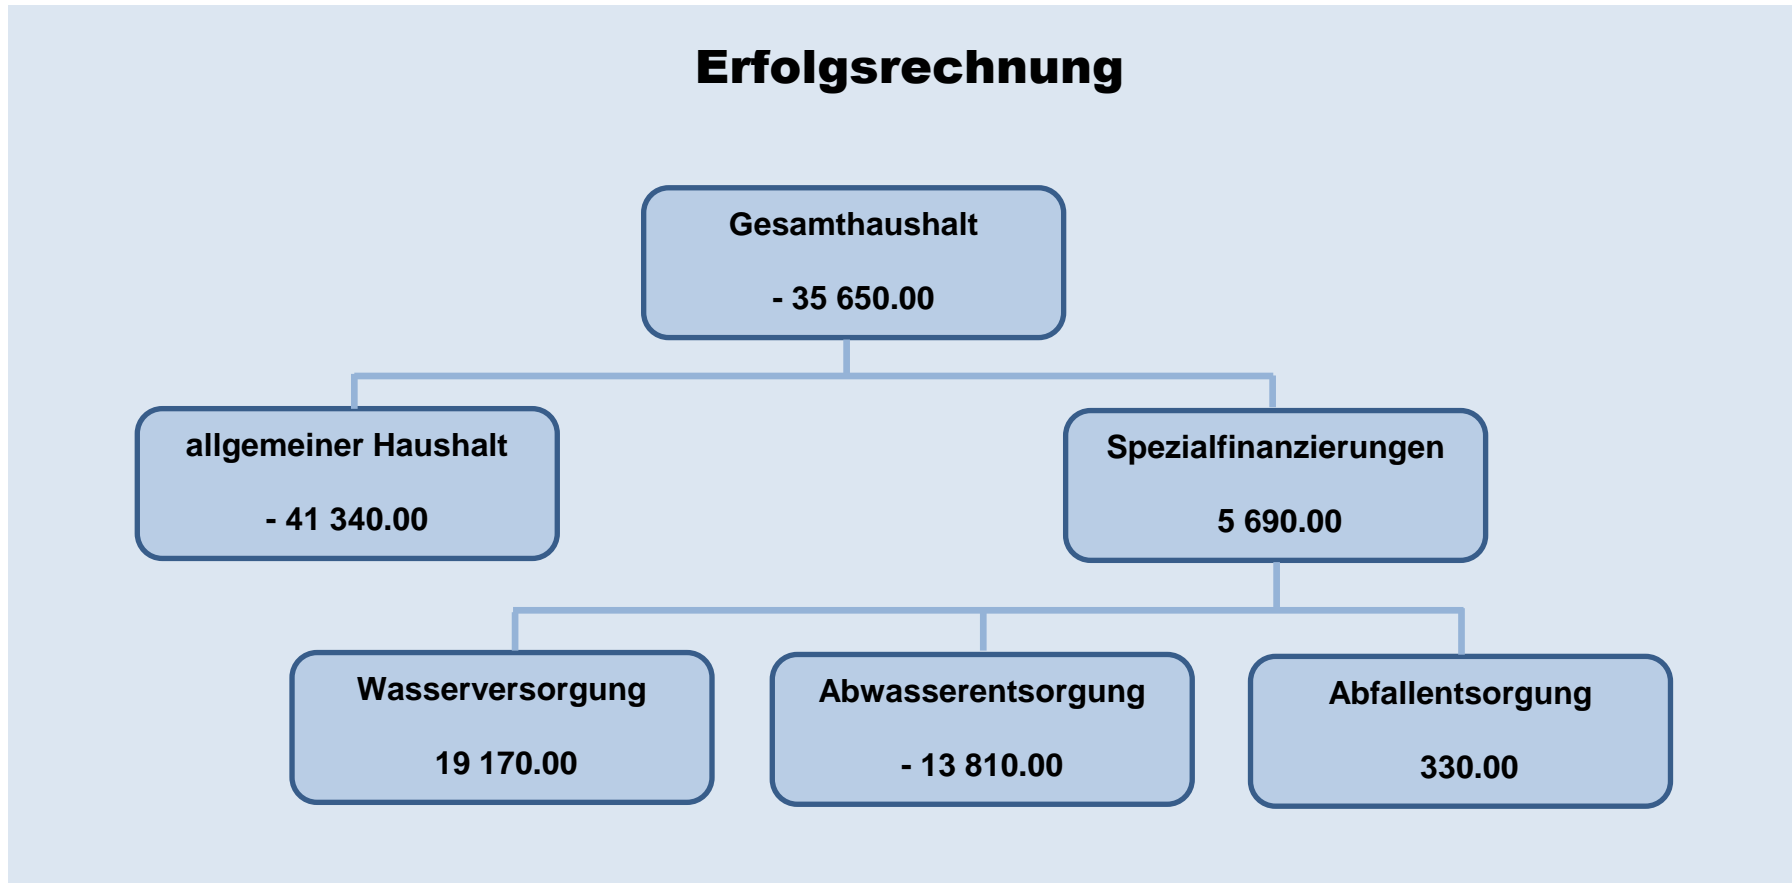 Erfolgsrechnung
Gesamthaushalt
- 35 650.00
allgemeiner Haushalt
- 41 340.00
Spezialfinanzierungen
5 690.00
Wasserversorgung
19 170.00
Abwasserentsorgung
- 13 810.00
Abfallentsorgung
330.00